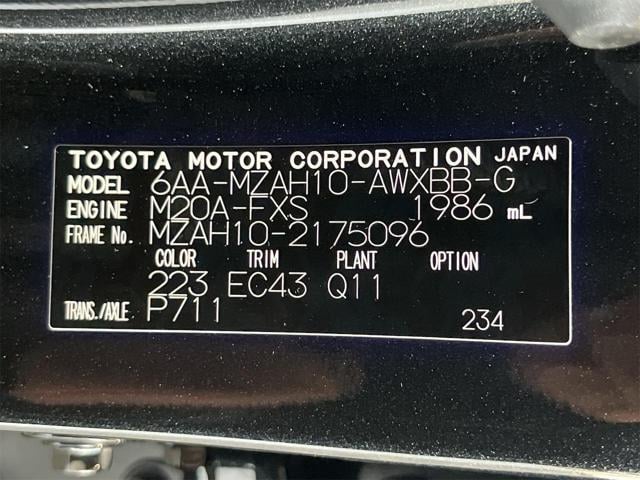 TOYOTA MOTOR CORPORATION JAPAN
MODEL 6AA-MZAH10-AWXBB-G
ENGINE M20A-FXS 1986 mL
FRAME No. MZAH10-2175096
COLOR TRIM PLANT OPTION
223 EC43 Q11
TRANS./AXLE P711
234